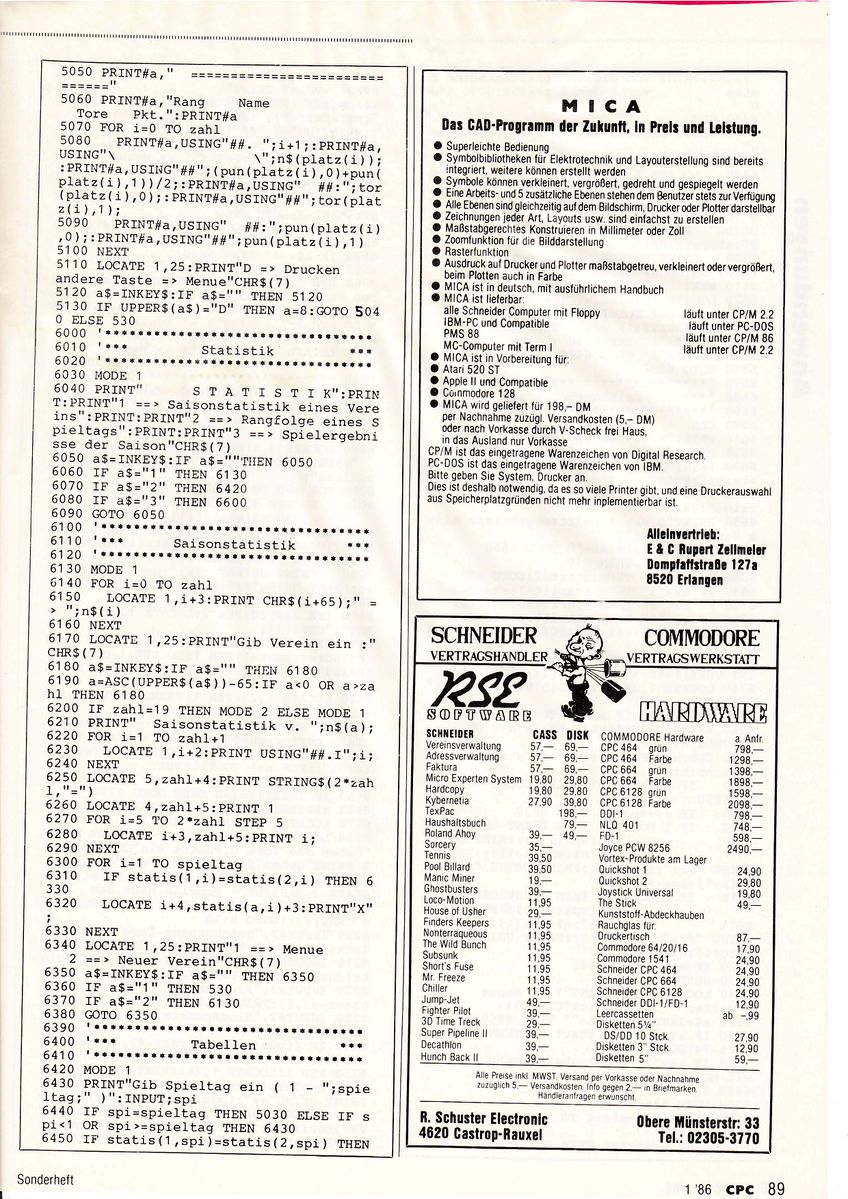 5050 PRINT#a," ========================
======"
5060 PRINT#a,"Rang    Name
  Tore   Pkt.":PRINT#a
5070 FOR i=0 TO zahl
5080   PRINT#a,USING"##. ";i+1;:PRINT#a,
USING"\                \";n$(platz(i));
:PRINT#a,USING"##";(pun(platz(i),0)+pun(
platz(i),1))/2;:PRINT#a,USING"  ##:";tor
(platz(i),0);:PRINT#a,USING"##";tor(plat
z(i),1);
5090   PRINT#a,USING"  ##:";pun(platz(i)
,0);:PRINT#a,USING"##";pun(platz(i),1)
5100 NEXT
5110 LOCATE 1,25:PRINT"D => Drucken
andere Taste => Menue"CHR$(7)
5120 a$=INKEY$:IF a$="" THEN 5120
5130 IF UPPER$(a$)="D" THEN a=8:GOTO 504
0 ELSE 530
6000 '********************************
6010 '***        Statistik        ***
6020 '********************************
6030 MODE 1
6040 PRINT"      S T A T I S T I K":PRIN
T:PRINT"1 ==> Saisonstatistik eines Vere
ins":PRINT:PRINT"2 ==> Rangfolge eines S
pieltags":PRINT:PRINT"3 ==> Spielergebni
sse der Saison"CHR$(7)
6050 a$=INKEY$:IF a$=""THEN 6050
6060 IF a$="1" THEN 6130
6070 IF a$="2" THEN 6420
6080 IF a$="3" THEN 6600
6090 GOTO 6050
6100 '********************************
6110 '***     Saisonstatistik     ***
6120 '********************************
6130 MODE 1
6140 FOR i=0 TO zahl
6150   LOCATE 1,i+3:PRINT CHR$(i+65);" =
> ";n$(i)
6160 NEXT
6170 LOCATE 1,25:PRINT"Gib Verein ein :"
CHR$(7)
6180 a$=INKEY$:IF a$="" THEN 6180
6190 a=ASC(UPPER$(a$))-65:IF a<0 OR a>za
hl THEN 6180
6200 IF zahl=19 THEN MODE 2 ELSE MODE 1
6210 PRINT"  Saisonstatistik v. ";n$(a);
6220 FOR i=1 TO zahl+1
6230   LOCATE 1,i+2:PRINT USING"##.I";i;
6240 NEXT
6250 LOCATE 5,zahl+4:PRINT STRING$(2*zah
l,"=")
6260 LOCATE 4,zahl+5:PRINT 1
6270 FOR i=5 TO 2*zahl STEP 5
6280   LOCATE i+3,zahl+5:PRINT i;
6290 NEXT
6300 FOR i=1 TO spieltag
6310   IF statis(1,i)=statis(2,i) THEN 6
330
6320   LOCATE i+4,statis(a,i)+3:PRINT"X"
;
6330 NEXT
6340 LOCATE 1,25:PRINT"1 ==> Menue
  2 ==> Neuer Verein"CHR$(7)
6350 a$=INKEY$:IF a$="" THEN 6350
6360 IF a$="1" THEN 530
6370 IF a$="2" THEN 6130
6380 GOTO 6350
6390 '********************************
6400 '***         Tabellen        ***
6410 '********************************
6420 MODE 1
6430 PRINT"Gib Spieltag ein ( 1 - ";spie
ltag;" )":INPUT;spi
6440 IF spi=spieltag THEN 5030 ELSE IF s
pi<1 OR spi>=spieltag THEN 6430
6450 IF statis(1,spi)=statis(2,spi) THEN
MICA
Das CAD-Programm der Zukunft, in Preis und Leistung.
● Superleichte Bedienung
● Symbolbibliotheken für Elektrotechnik und Layouterstellung sind bereits
integriert, weitere können erstellt werden
● Symbole können verkleinert, vergrößert, gedreht und gespiegelt werden
● Eine Arbeits- und 5 zusätzliche Ebenen stehen dem Benutzer stets zur Verfügung
● Alle Ebenen sind gleichzeitig auf dem Bildschirm, Drucker oder Plotter darstellbar
● Zeichnungen jeder Art, Layouts usw. sind einfachst zu erstellen
● Maßstabgerechtes Konstruieren in Millimeter oder Zoll
● Zoomfunktion für die Bilddarstellung
● Rasterfunktion
● Ausdruck auf Drucker und Plotter maßstabgetreu, verkleinert oder vergrößert,
beim Plotten auch in Farbe
● MICA ist in deutsch, mit ausführlichem Handbuch
● MICA ist lieferbar:
alle Schneider Computer mit Floppy läuft unter CP/M 2.2
IBM-PC und Compatible läuft unter PC-DOS
PMS 88 läuft unter CP/M 86
MC-Computer mit Term I läuft unter CP/M 2.2
● MICA ist in Vorbereitung für:
● Atari 520 ST
● Apple II und Compatible
● Commodore 128
● MICA wird geliefert für 198,– DM
per Nachnahme zuzügl. Versandkosten (5,– DM)
oder nach Vorkasse durch V-Scheck frei Haus,
in das Ausland nur Vorkasse
CP/M ist das eingetragene Warenzeichen von Digital Research.
PC-DOS ist das eingetragene Warenzeichen von IBM.
Bitte geben Sie System, Drucker an.
Dies ist deshalb notwendig, da es so viele Printer gibt, und eine Druckerauswahl
aus Speicherplatzgründen nicht mehr inplementierbar ist.
Alleinvertrieb:
E & C Rupert Zellmeier
Dompfaffstraße 127a
8520 Erlangen
SCHNEIDER
VERTRAGSHÄNDLER
COMMODORE
VERTRAGSWERKSTATT
RSE
SOFTWARE
HARDWARE
SCHNEIDER CASS DISK
Vereinsverwaltung 57,— 69,—
Adressverwaltung 57,— 69,—
Faktura 57,— 69,—
Micro Experten System 19,80 29,80
Hardcopy 19,80 29,80
Kybernetia 27,90 39,80
TexPac 198,—
Haushaltsbuch 79,—
Roland Ahoy 39,— 49,—
Sorcery 35,—
Tennis 39,50
Pool Billard 39,50
Manic Miner 19,—
Ghostbusters 39,—
Loco-Motion 11,95
House of Usher 29,—
Finders Keepers 11,95
Nonterraqueous 11,95
The Wild Bunch 11,95
Subsunk 11,95
Short's Fuse 11,95
Mr. Freeze 11,95
Chiller 11,95
Jump-Jet 49,—
Fighter Pilot 39,—
3D Time Treck 29,—
Super Pipeline II 39,—
Decathlon 39,—
Hunch Back II 39,—
COMMODORE Hardware a. Anfr.
CPC 464 grün 798,—
CPC 464 Farbe 1298,—
CPC 664 grün 1398,—
CPC 664 Farbe 1898,—
CPC 6128 grün 1598,—
CPC 6128 Farbe 2098,—
DDI-1 798,—
NLQ 401 748,—
FD-1 598,—
Joyce PCW 8256 2490,—
Vortex-Produkte am Lager
Quickshot 1 24,90
Quickshot 2 29,80
Joystick Universal 19,80
The Stick 49,—
Kunststoff-Abdeckhauben
Rauchglas für:
Druckertisch 87,—
Commodore 64/20/16 17,90
Commodore 1541 24,90
Schneider CPC 464 24,90
Schneider CPC 664 24,90
Schneider CPC 6128 24,90
Schneider DDI-1/FD-1 12,90
Leercassetten ab –,99
Disketten 5¼"
DS/DD 10 Stck. 27,90
Disketten 3" Stck. 12,90
Disketten 5" 59,—
Alle Preise inkl. MWST. Versand per Vorkasse oder Nachnahme
zuzüglich 5,— Versandkosten. Info gegen 2,— in Briefmarken.
Händleranfragen erwünscht.
R. Schuster Electronic
4620 Castrop-Rauxel
Obere Münsterstr. 33
Tel.: 02305-3770
Sonderheft
1 '86 CPC 89